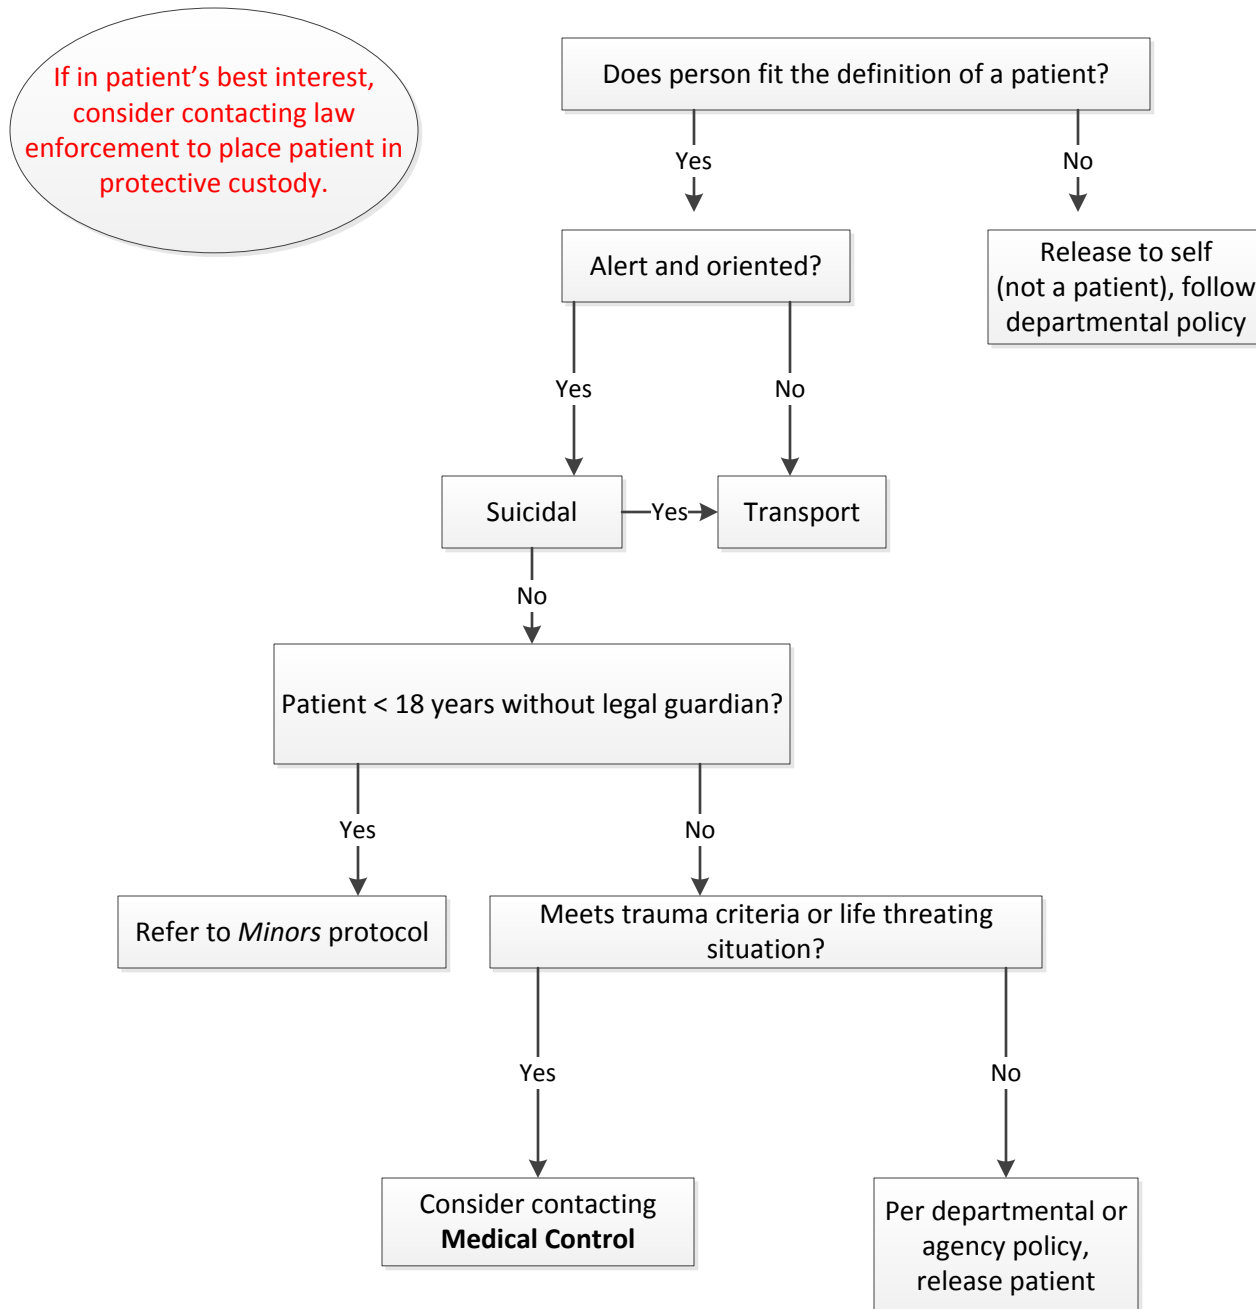 If in patient’s best interest,
consider contacting law
enforcement to place patient in
protective custody.
Does person fit the definition of a patient?
Yes
No
Alert and oriented?
Release to self
(not a patient), follow
departmental policy
Yes
No
Suicidal
Yes
Transport
No
Patient < 18 years without legal guardian?
Yes
No
Refer to Minors protocol
Meets trauma criteria or life threating
situation?
Yes
No
Consider contacting
Medical Control
Per departmental or
agency policy,
release patient